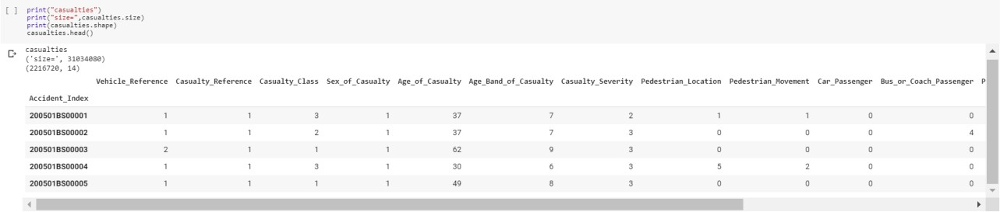 [ ] print("casualties")
print("size=",casualties.size)
print(casualties.shape)
casualties.head()
casualties
('size=', 31034080)
(2216720, 14)
Vehicle_Reference Casualty_Reference Casualty_Class Sex_of_Casualty Age_of_Casualty Age_Band_of_Casualty Casualty_Severity Pedestrian_Location Pedestrian_Movement Car_Passenger Bus_or_Coach_Passenger P
Accident_Index
200501BS00001 1 1 3 1 37 7 2 1 1 0 0
200501BS00002 1 1 2 1 37 7 3 0 0 0 4
200501BS00003 2 1 1 1 62 9 3 0 0 0 0
200501BS00004 1 1 3 1 30 6 3 5 2 0 0
200501BS00005 1 1 1 1 49 8 3 0 0 0 0